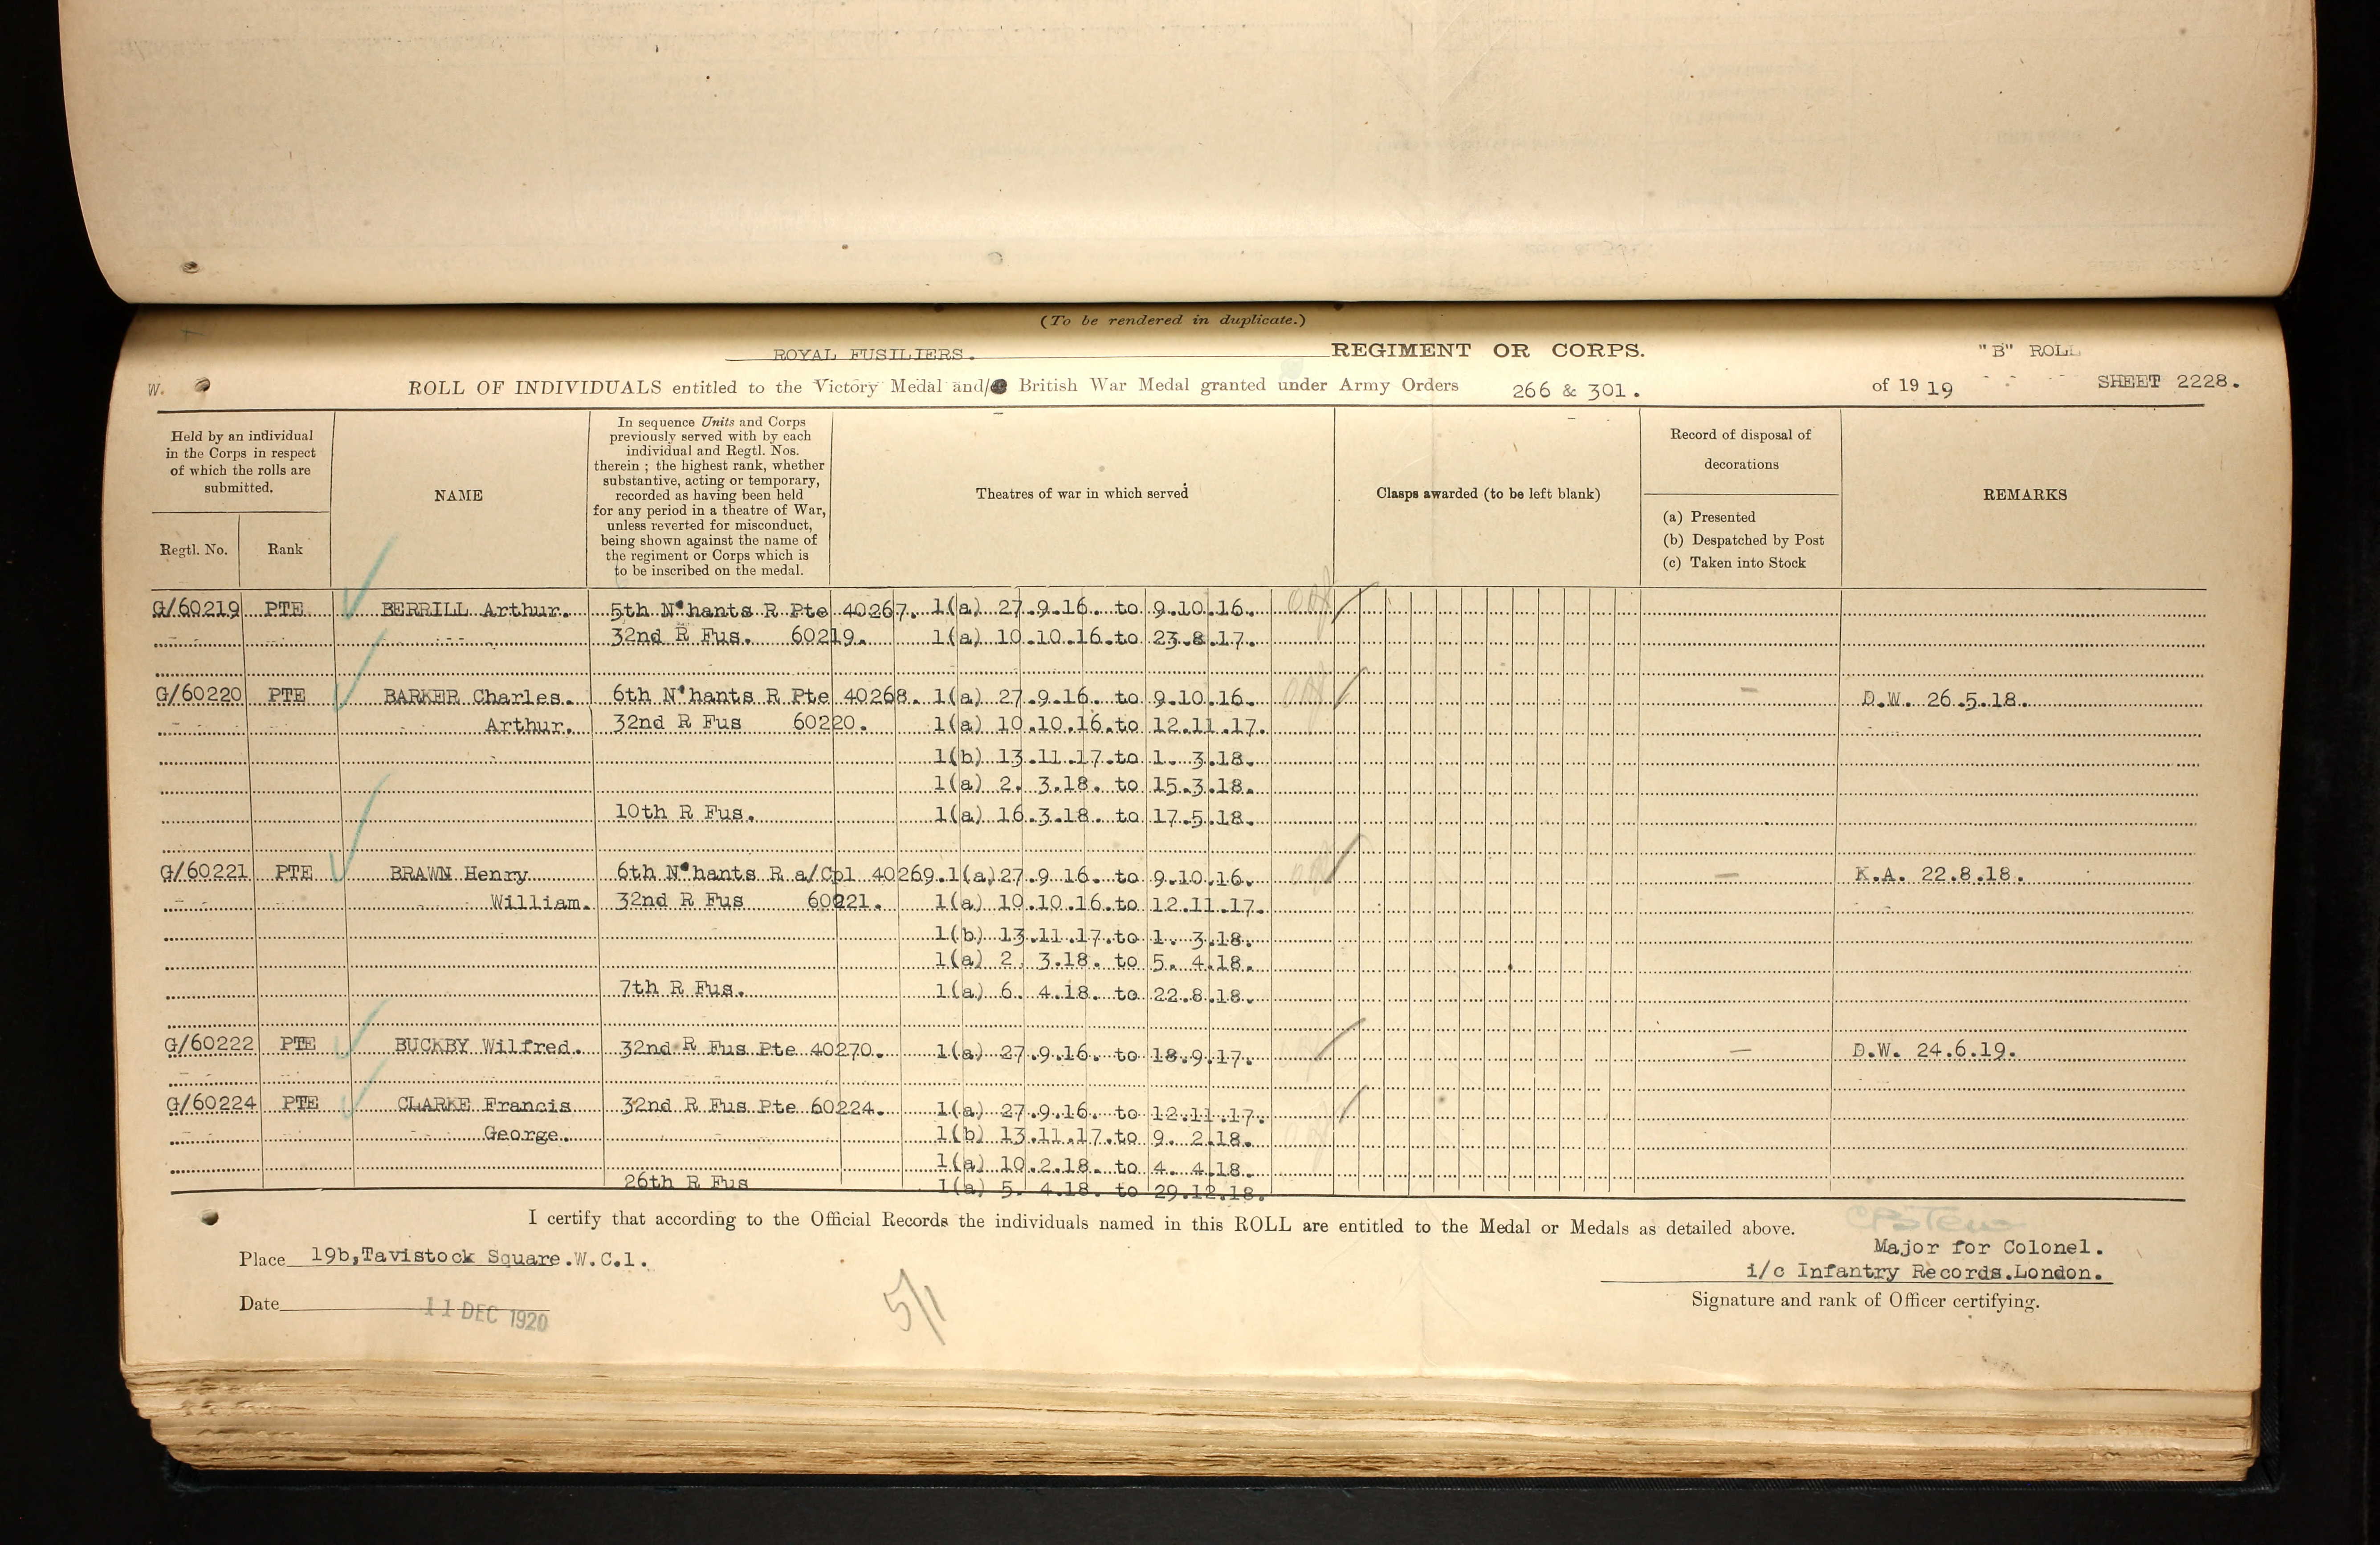 (To be rendered in duplicate.)
ROYAL FUSILIERS. REGIMENT OR CORPS. "B" ROLL
W. ROLL OF INDIVIDUALS entitled to the Victory Medal and/ British War Medal granted under Army Orders 266 & 301. of 1919 SHEET 2228.
Held by an individual
in the Corps in respect
of which the rolls are
submitted.
Regtl. No. Rank
NAME
In sequence Units and Corps
previously served with by each
individual and Regtl. Nos.
therein ; the highest rank, whether
substantive, acting or temporary,
recorded as having been held
for any period in a theatre of War,
unless reverted for misconduct,
being shown against the name of
the regiment or Corps which is
to be inscribed on the medal.
Theatres of war in which served
Clasps awarded (to be left blank)
Record of disposal of
decorations
(a) Presented
(b) Despatched by Post
(c) Taken into Stock
REMARKS
G/60219 PTE BERRILL Arthur. 5th N'hants R Pte 40267. 1(a) 27.9.16. to 9.10.16.
32nd R Fus. 60219. 1(a) 10.10.16.to 23.8.17.
G/60220 PTE BARKER Charles. 6th N'hants R Pte 40268. 1(a) 27.9.16. to 9.10.16. D.W. 26.5.18.
Arthur. 32nd R Fus 60220. 1(a) 10.10.16.to 12.11.17.
1(b) 13.11.17.to 1. 3.18.
1(a) 2. 3.18. to 15.3.18.
10th R Fus. 1(a) 16.3.18. to 17.5.18.
G/60221 PTE BRAWN Henry 6th N'hants R a/Cpl 40269.1(a)27.9 16. to 9.10.16. K.A. 22.8.18.
William. 32nd R Fus 60221. 1(a) 10.10.16.to 12.11.17.
1(b) 13.11.17.to 1. 3.18.
1(a) 2. 3.18. to 5. 4.18.
7th R Fus. 1(a) 6. 4.18. to 22.8.18.
G/60222 PTE BUCKBY Wilfred. 32nd R Fus Pte 40270. 1(a) 27.9.16. to 18.9.17. D.W. 24.6.19.
G/60224 PTE CLARKE Francis 32nd R Fus Pte 60224. 1(a) 27.9.16. to 12.11.17.
George. 1(b) 13.11.17.to 9. 2.18.
1(a) 10.2.18. to 4. 4.18.
26th R Fus 1(a) 5. 4.18. to 29.12.18.
I certify that according to the Official Records the individuals named in this ROLL are entitled to the Medal or Medals as detailed above.
Place 19b,Tavistock Square.W.C.1.
Major for Colonel.
i/c Infantry Records.London.
Date 11 DEC 1920
5/1
Signature and rank of Officer certifying.